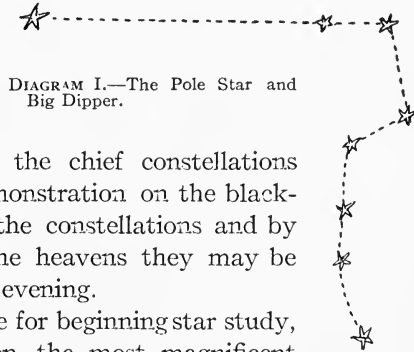 DIAGRAM I.—The Pole Star and
Big Dipper.
the chief constellations
monstration on the black-
the constellations and by
he heavens they may be
evening.
e for beginning star study,
the most magnificent